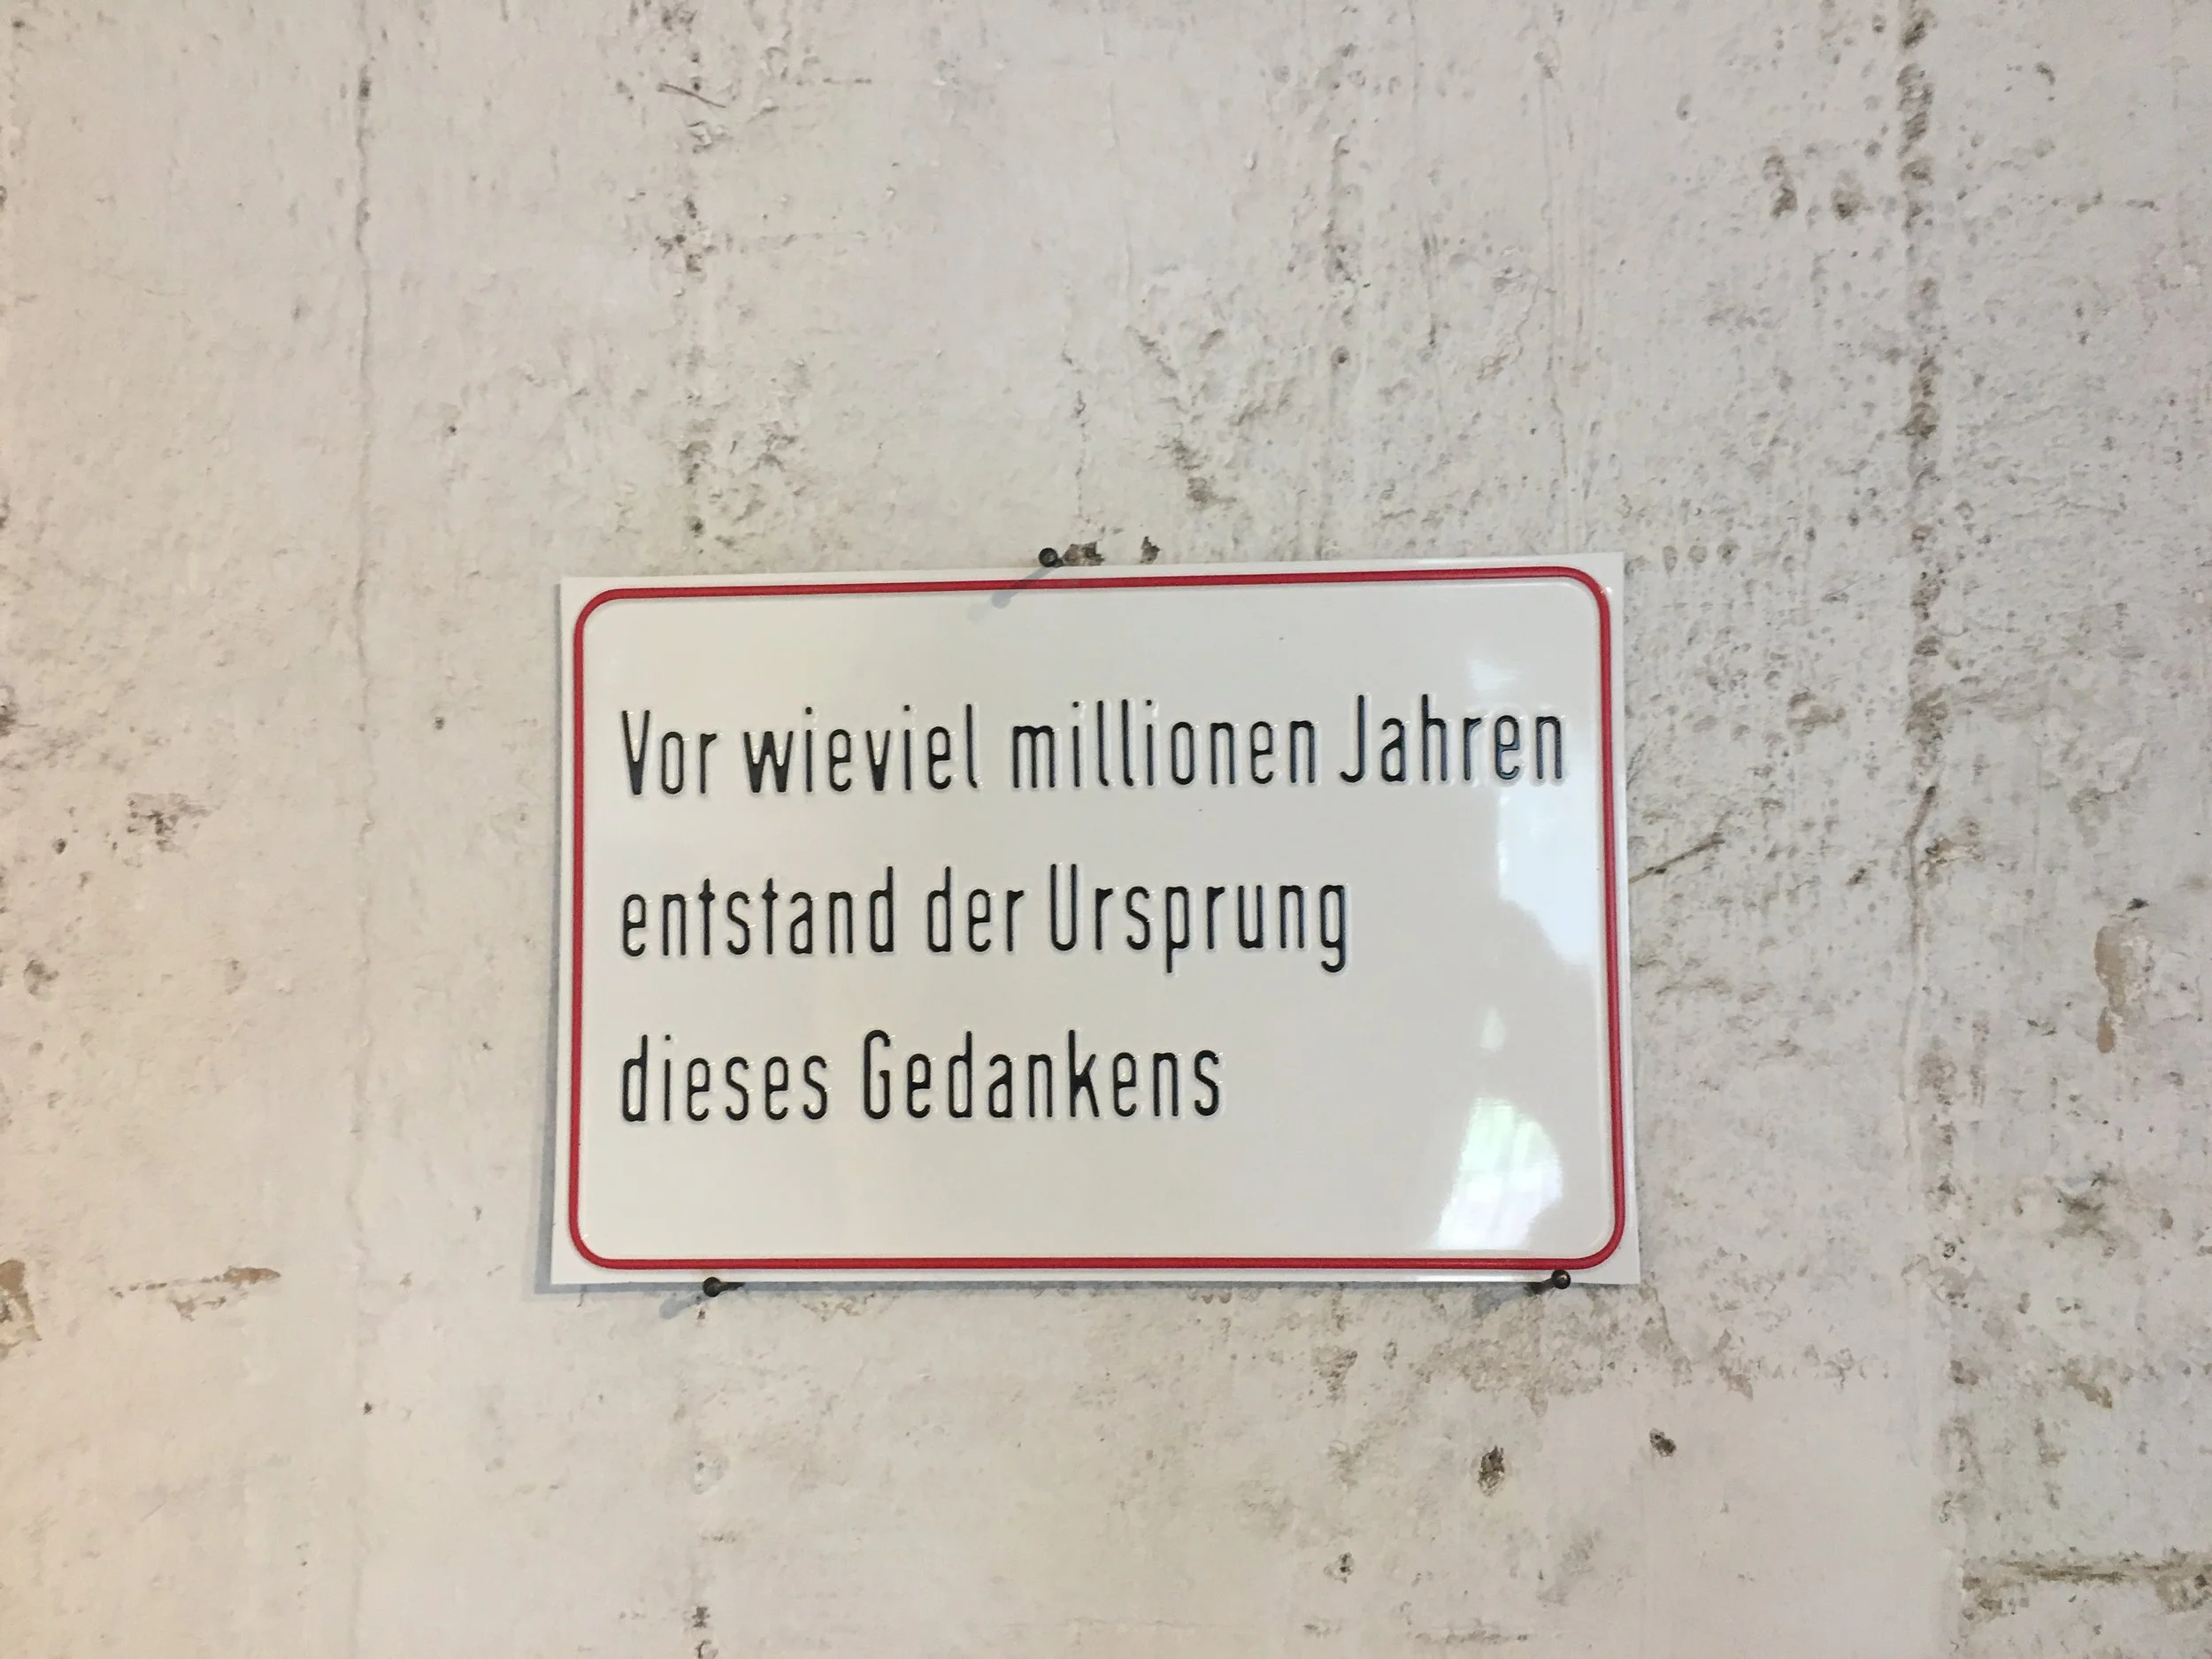 Vor wieviel millionen Jahren
entstand der Ursprung
dieses Gedankens